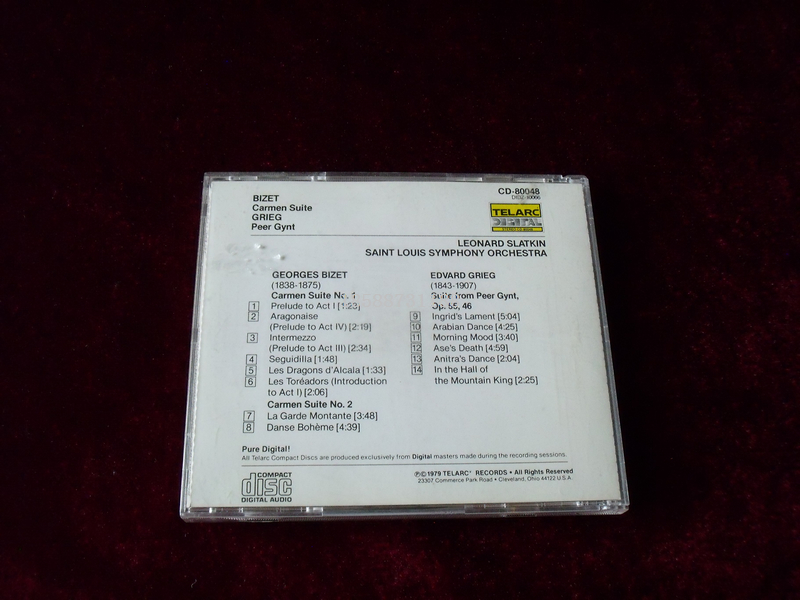 BIZET
Carmen Suite
GRIEG
Peer Gynt
CD-80048
TELARC
DIGITAL
LEONARD SLATKIN
SAINT LOUIS SYMPHONY ORCHESTRA
GEORGES BIZET
(1838-1875)
Carmen Suite No. 1
1 Prelude to Act I [1:23]
2 Aragonaise
(Prelude to Act IV) [2:19]
3 Intermezzo
(Prelude to Act III) [2:34]
4 Seguidilla [1:48]
5 Les Dragons d'Alcala [1:33]
6 Les Toréadors (Introduction
to Act I) [2:06]
Carmen Suite No. 2
7 La Garde Montante [3:48]
8 Danse Bohème [4:39]
EDVARD GRIEG
(1843-1907)
Suite from Peer Gynt,
Op. 55, 46
9 Ingrid's Lament [5:04]
10 Arabian Dance [4:25]
11 Morning Mood [3:40]
12 Ase's Death [4:59]
13 Anitra's Dance [2:04]
14 In the Hall of
the Mountain King [2:25]
Pure Digital!
All Telarc Compact Discs are produced exclusively from Digital masters made during the recording sessions.
COMPACT
disc
DIGITAL AUDIO
℗©1979 TELARC® RECORDS • All Rights Reserved
23307 Commerce Park Road • Cleveland, Ohio 44122 U.S.A.